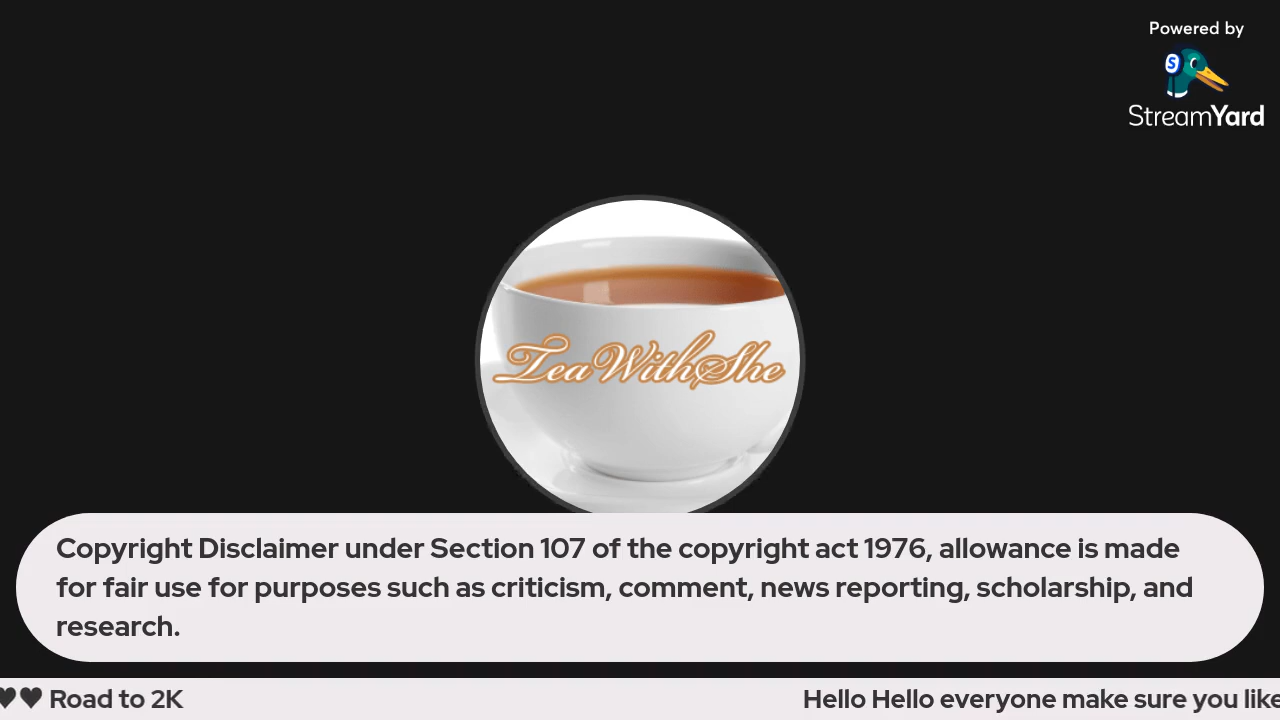 Powered by
S
StreamYard
TeaWithShe
Copyright Disclaimer under Section 107 of the copyright act 1976, allowance is made
for fair use for purposes such as criticism, comment, news reporting, scholarship, and
research.
♥♥ Road to 2K Hello Hello everyone make sure you like